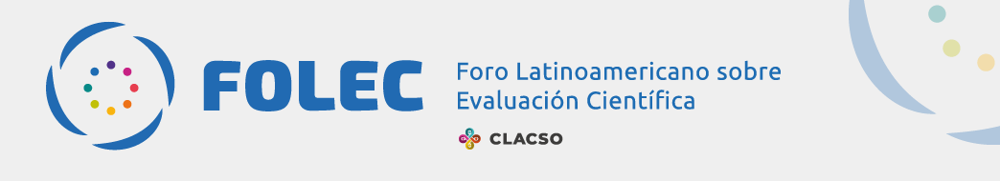 FOLEC
Foro Latinoamericano sobre
Evaluación Científica
CLACSO